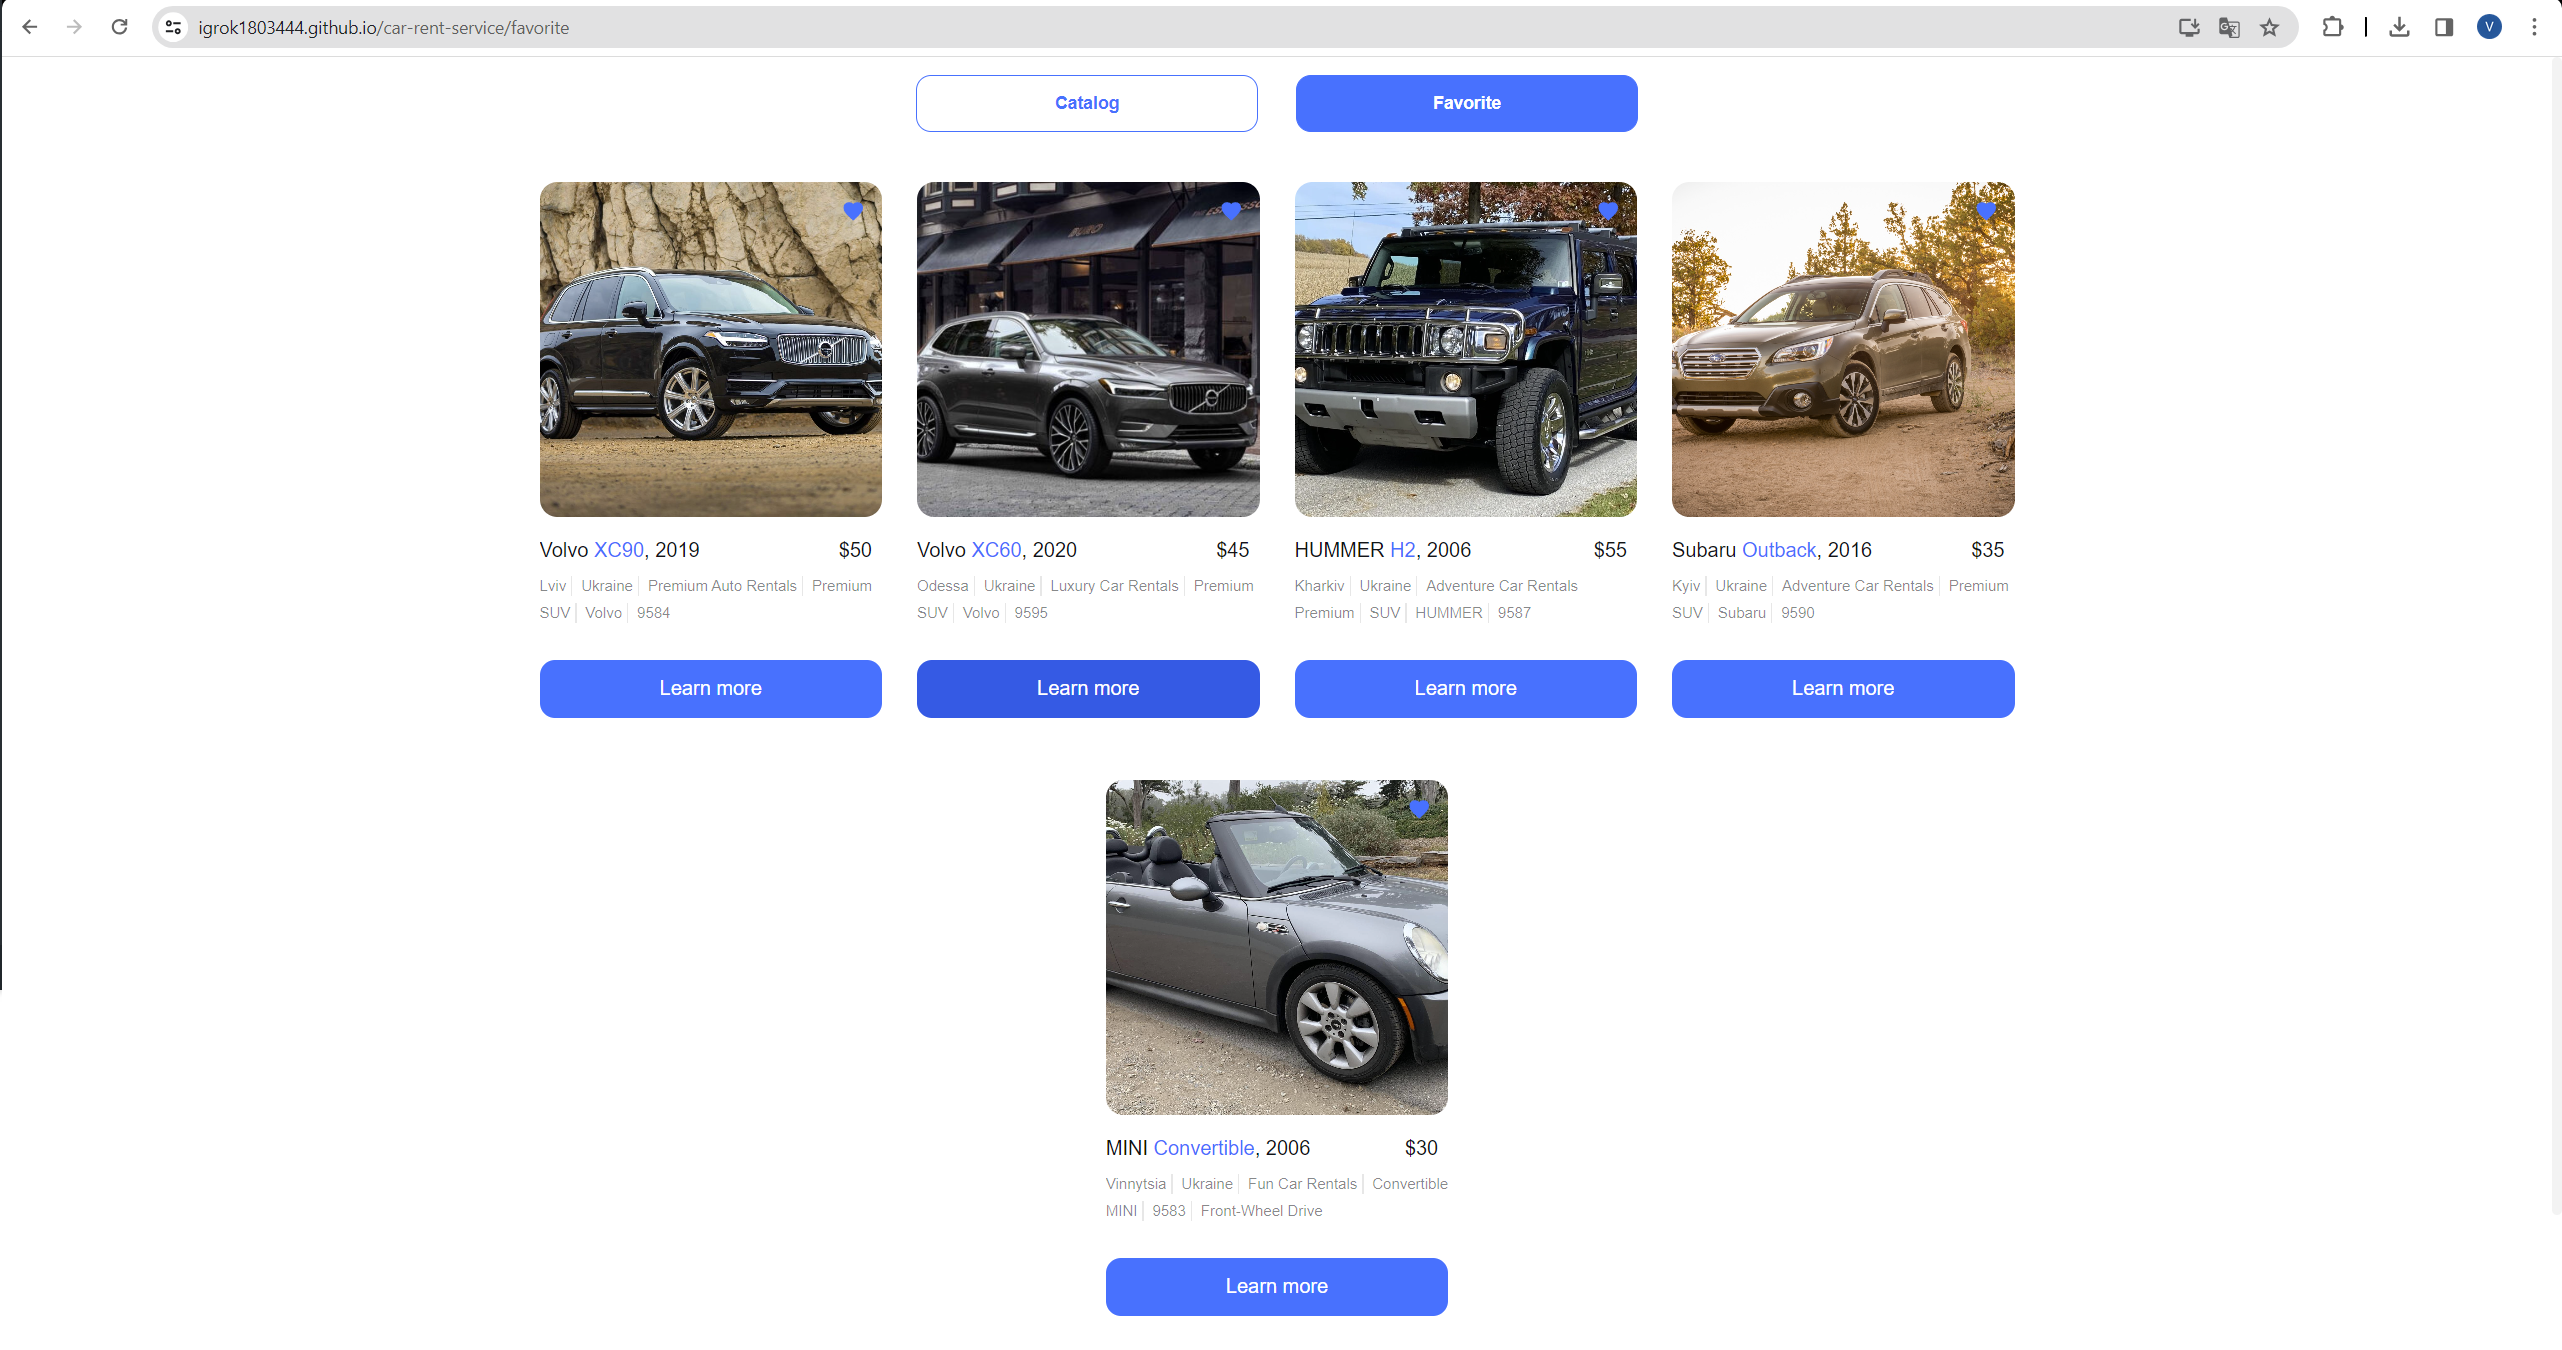 igrok1803444.github.io/car-rent-service/favorite
V
Catalog
Favorite
Volvo XC90, 2019 $50
Lviv Ukraine Premium Auto Rentals Premium
SUV Volvo 9584
Learn more
Volvo XC60, 2020 $45
Odessa Ukraine Luxury Car Rentals Premium
SUV Volvo 9595
Learn more
HUMMER H2, 2006 $55
Kharkiv Ukraine Adventure Car Rentals
Premium SUV HUMMER 9587
Learn more
Subaru Outback, 2016 $35
Kyiv Ukraine Adventure Car Rentals Premium
SUV Subaru 9590
Learn more
MINI Convertible, 2006 $30
Vinnytsia Ukraine Fun Car Rentals Convertible
MINI 9583 Front-Wheel Drive
Learn more